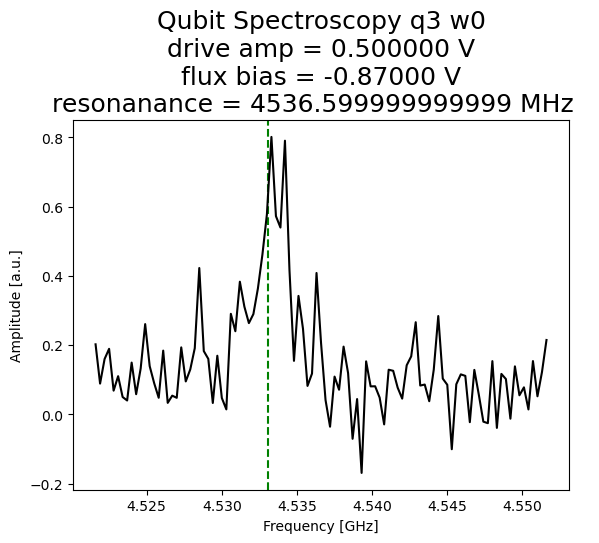 Qubit Spectroscopy q3 w0
drive amp = 0.500000 V
flux bias = -0.87000 V
resonanance = 4536.599999999999 MHz
0.8
0.6
0.4
0.2
0.0
−0.2
Amplitude [a.u.]
4.525 4.530 4.535 4.540 4.545 4.550
Frequency [GHz]